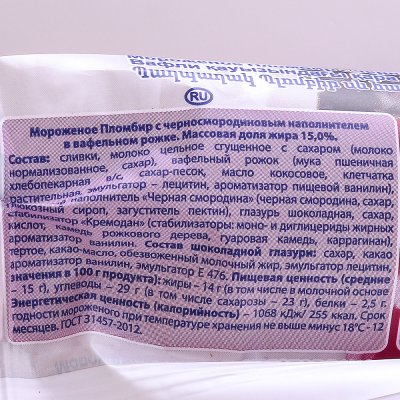 RU
Мороженое Пломбир с черносмородиновым наполнителем
в вафельном рожке. Массовая доля жира 15,0%.
Состав: сливки, молоко цельное сгущенное с сахаром (молоко
нормализованное, сахар), вафельный рожок (мука пшеничная
хлебопекарная в/с, сахар-песок, масло кокосовое, клетчатка
растительная, эмульгатор – лецитин, ароматизатор пищевой ванилин),
наполнитель «Черная смородина» (черная смородина, сахар,
сироп, загуститель пектин), глазурь шоколадная, сахар,
стабилизатор «Кремодан» (стабилизаторы: моно- и диглицериды жирных
кислот, камедь рожкового дерева, гуаровая камедь, каррагинан),
ароматизатор ванилин. Состав шоколадной глазури: сахар, какао
тертое, какао-масло, обезвоженный молочный жир, эмульгатор лецитин,
ароматизатор ванилин, эмульгатор Е 476. Пищевая ценность (средние
значения в 100 г продукта): жиры – 14 г (в том числе в молочной основе
– 15 г), углеводы – 29 г (в том числе сахарозы – 23 г), белки – 2,5 г.
Энергетическая ценность (калорийность) – 1068 кДж/ 255 ккал. Срок
годности мороженого при температуре хранения не выше минус 18°С - 12
месяцев. ГОСТ 31457-2012.